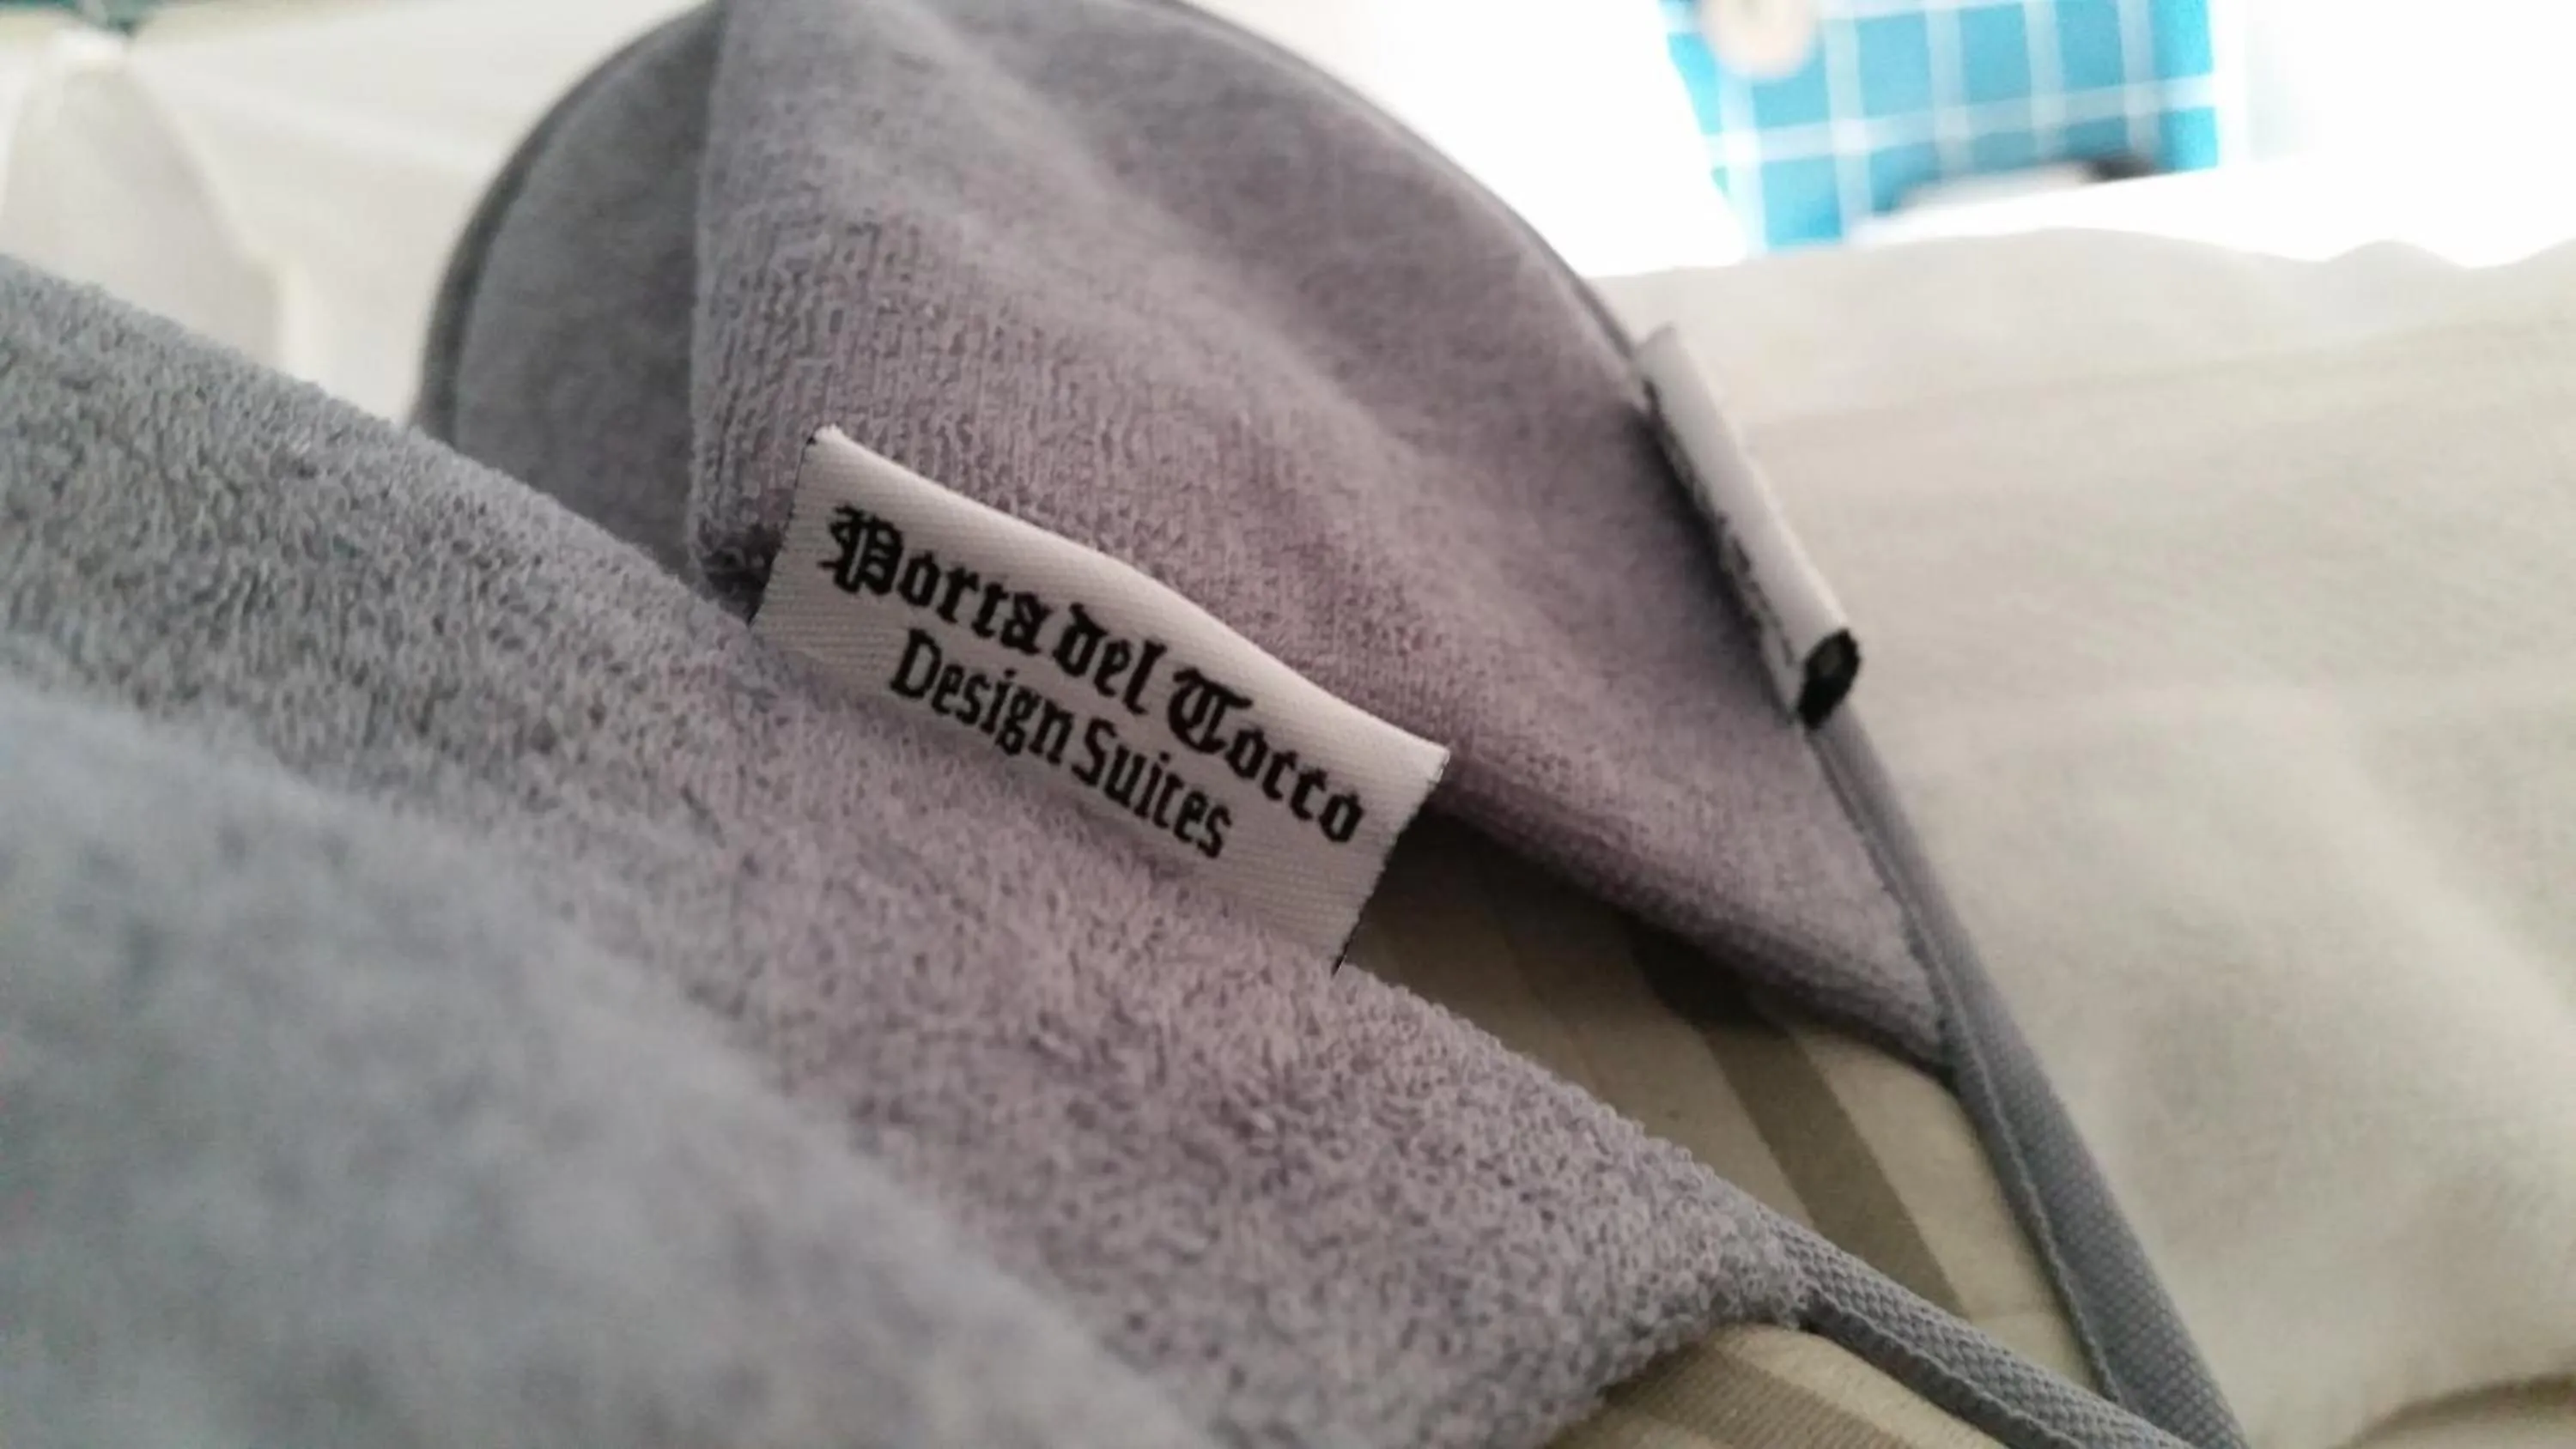 Porta del Tocco
Design Suites